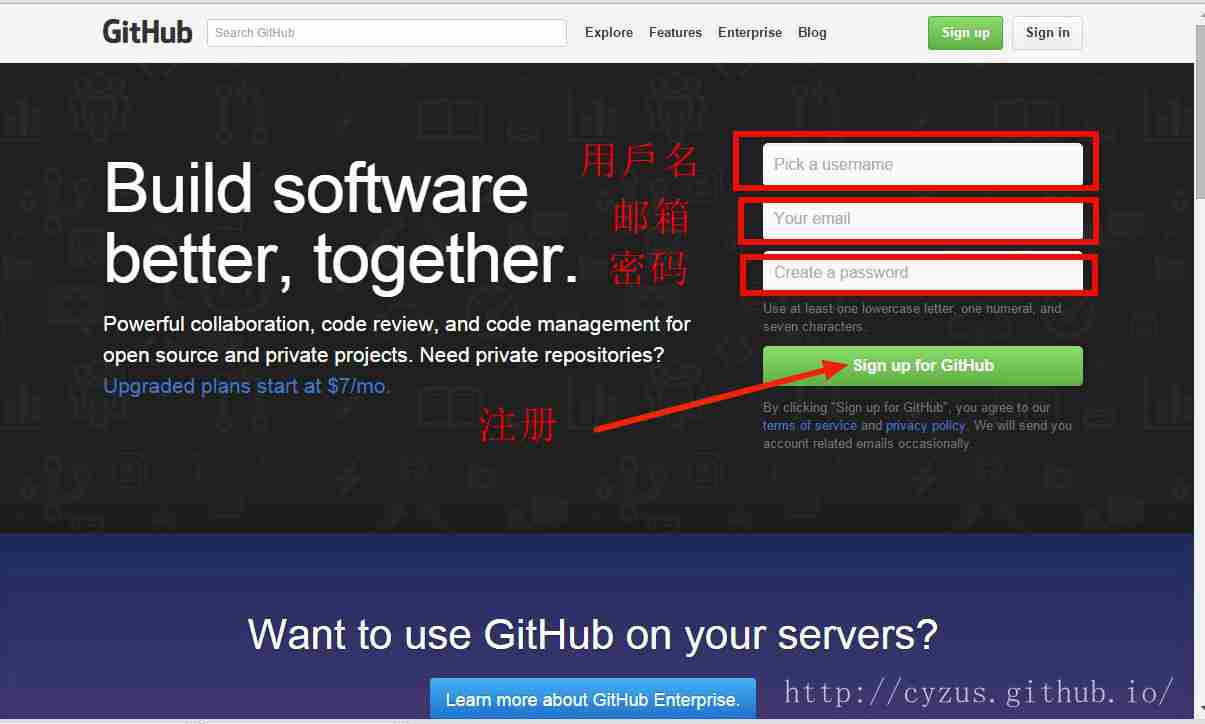 GitHub
Search GitHub
Explore Features Enterprise Blog
Sign up
Sign in
Build software
better, together.
Powerful collaboration, code review, and code management for
open source and private projects. Need private repositories?
Upgraded plans start at $7/mo.
用戶名
Pick a username
邮箱
Your email
密码
Create a password
Use at least one lowercase letter, one numeral, and
seven characters.
注册
Sign up for GitHub
By clicking "Sign up for GitHub", you agree to our
terms of service and privacy policy. We will send you
account related emails occasionally.
Want to use GitHub on your servers?
Learn more about GitHub Enterprise.
http://cyzus.github.io/